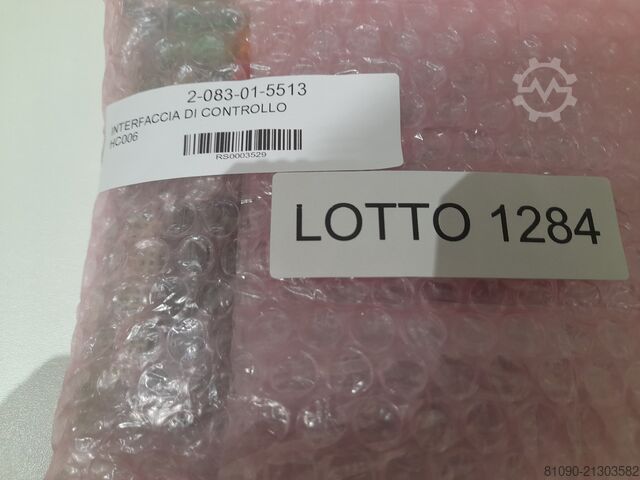 2-083-01-5513
INTERFACCIA DI CONTROLLO
HC006
RS0003529
LOTTO 1284
81090-21303582